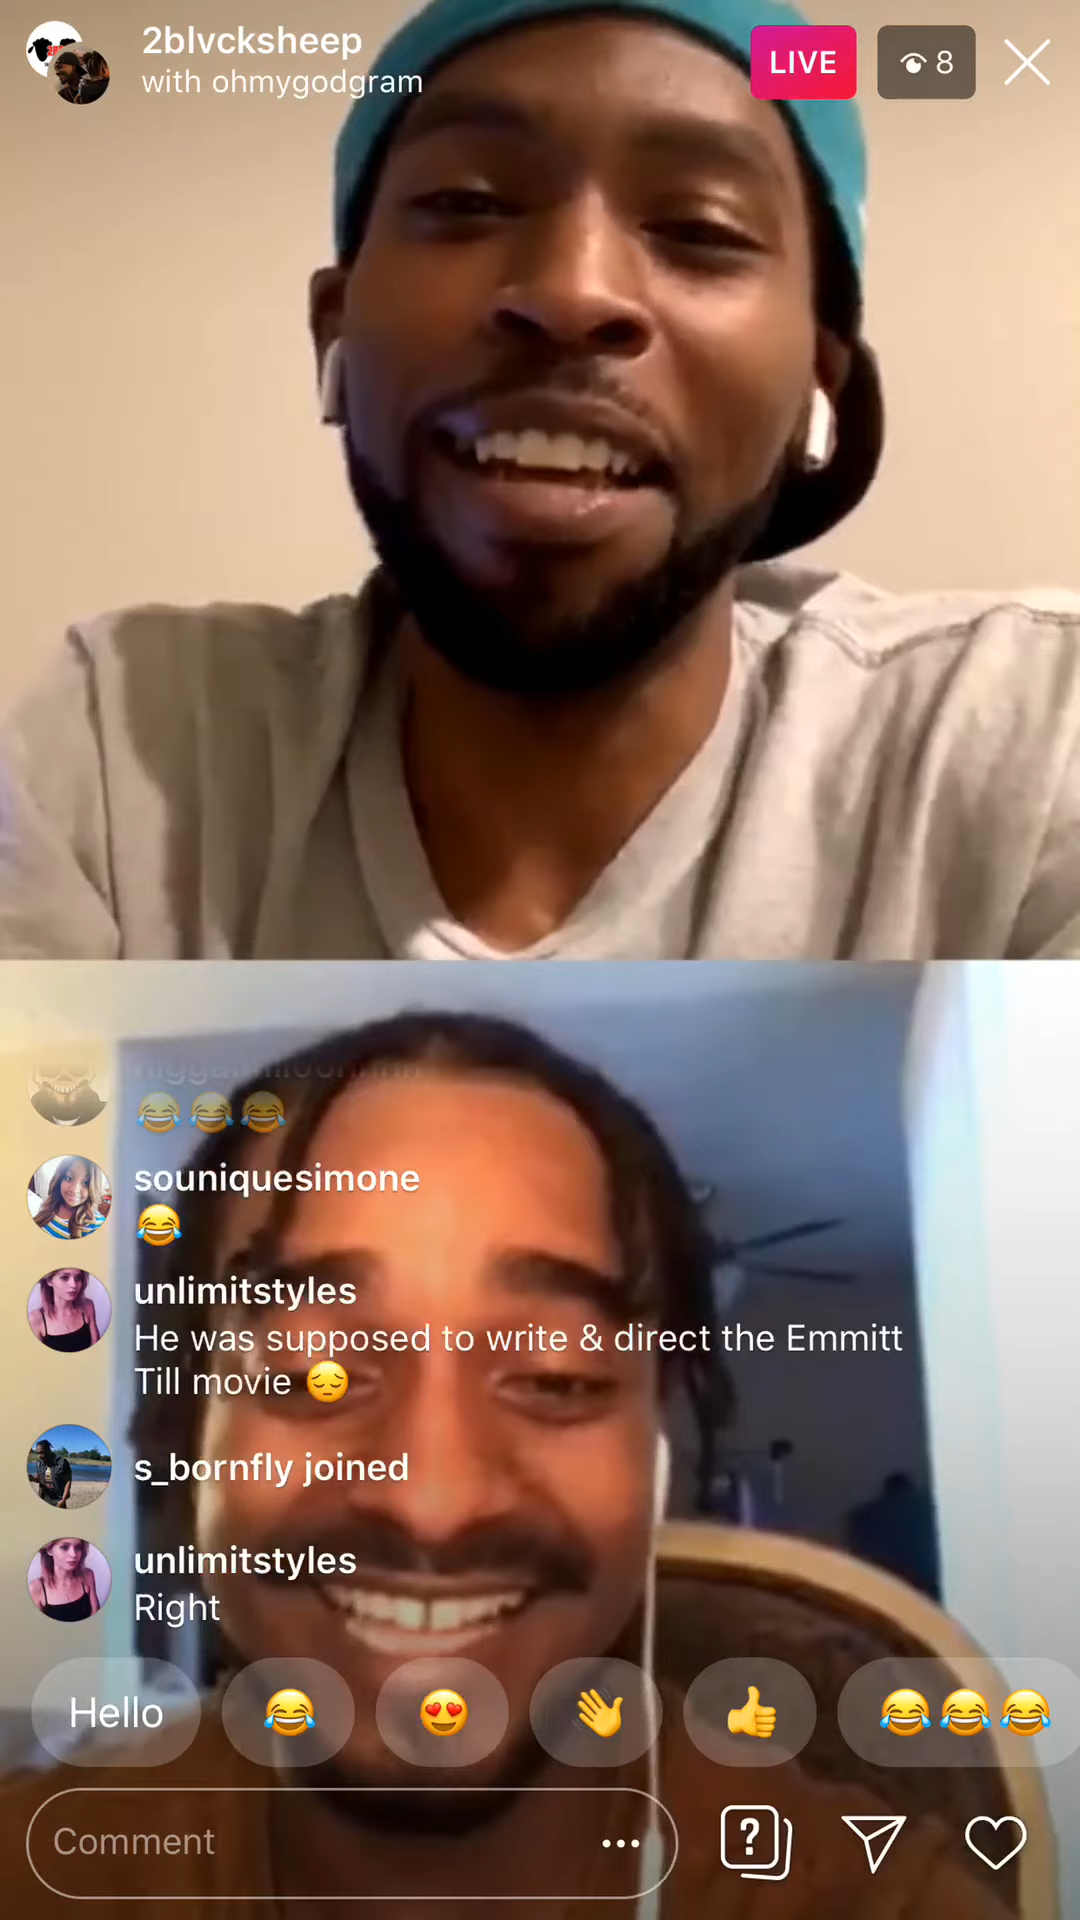 2blvcksheep
with ohmygodgram
LIVE
8
😂😂😂
souniquesimone
😂
unlimitstyles
He was supposed to write & direct the Emmitt
Till movie 😔
s_bornfly joined
unlimitstyles
Right
Hello 😂 😍 👋 👍 😂😂😂
Comment